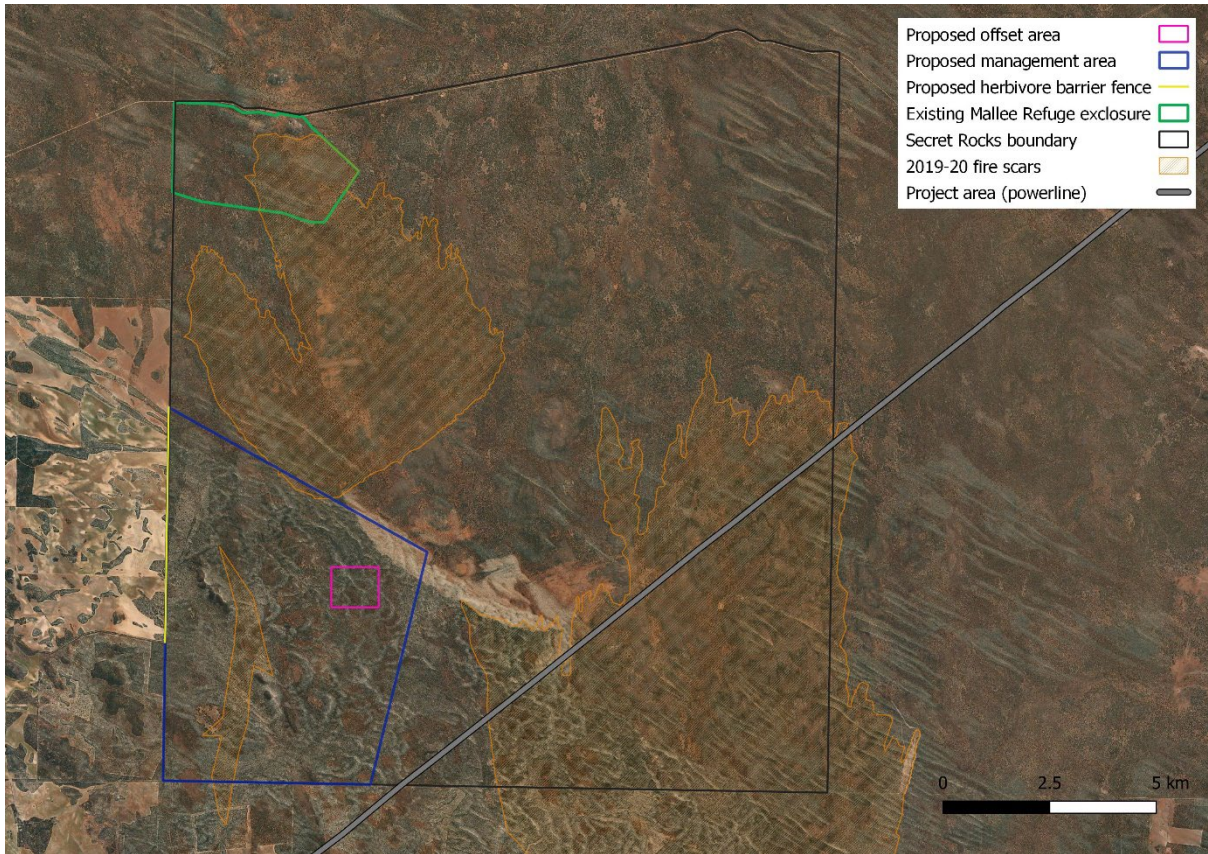 Proposed offset area
Proposed management area
Proposed herbivore barrier fence
Existing Mallee Refuge exclosure
Secret Rocks boundary
2019-20 fire scars
Project area (powerline)
0 2.5 5 km